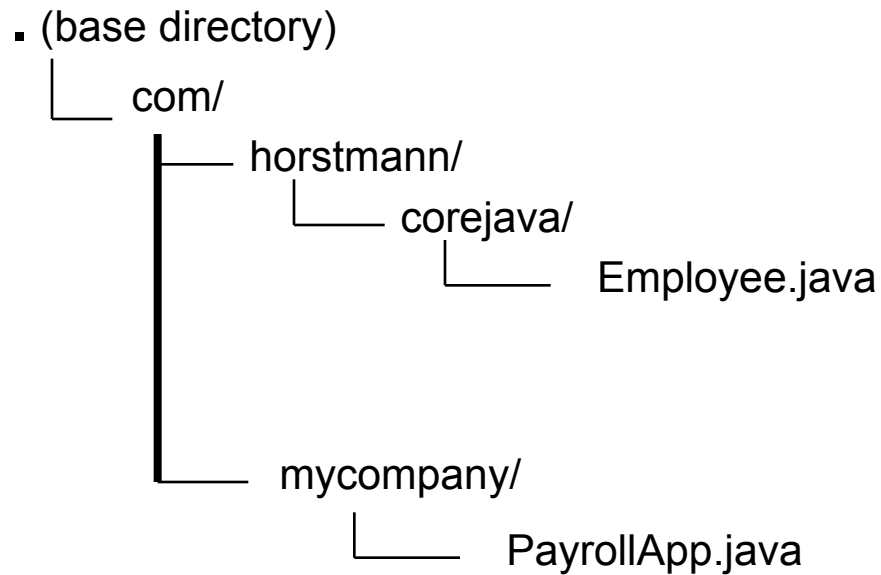 . (base directory)
com/
horstmann/
corejava/
Employee.java
mycompany/
PayrollApp.java